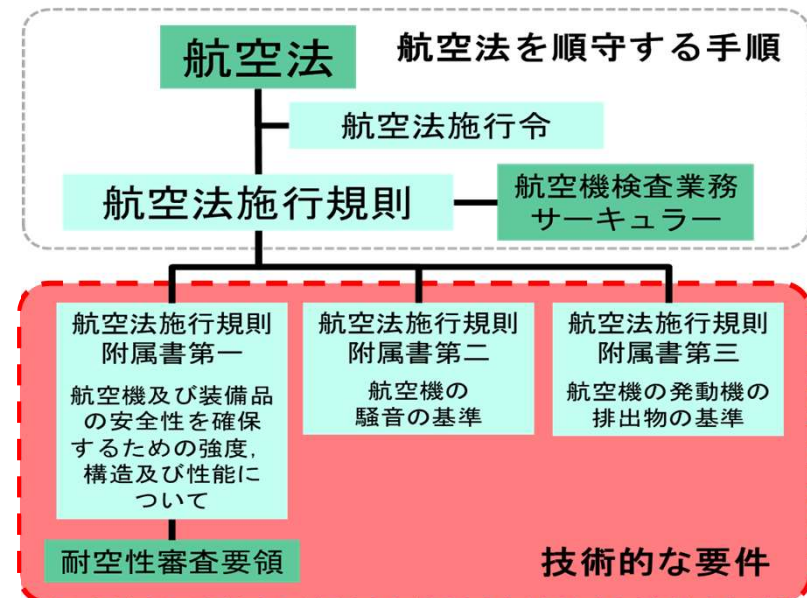 航空法
航空法を順守する手順
航空法施行令
航空法施行規則
航空機検査業務
サーキュラー
航空法施行規則
附属書第一
航空機及び装備品
の安全性を確保
するための強度,
構造及び性能に
ついて
航空法施行規則
附属書第二
航空機の
騒音の基準
航空法施行規則
附属書第三
航空機の発動機の
排出物の基準
耐空性審査要領
技術的な要件